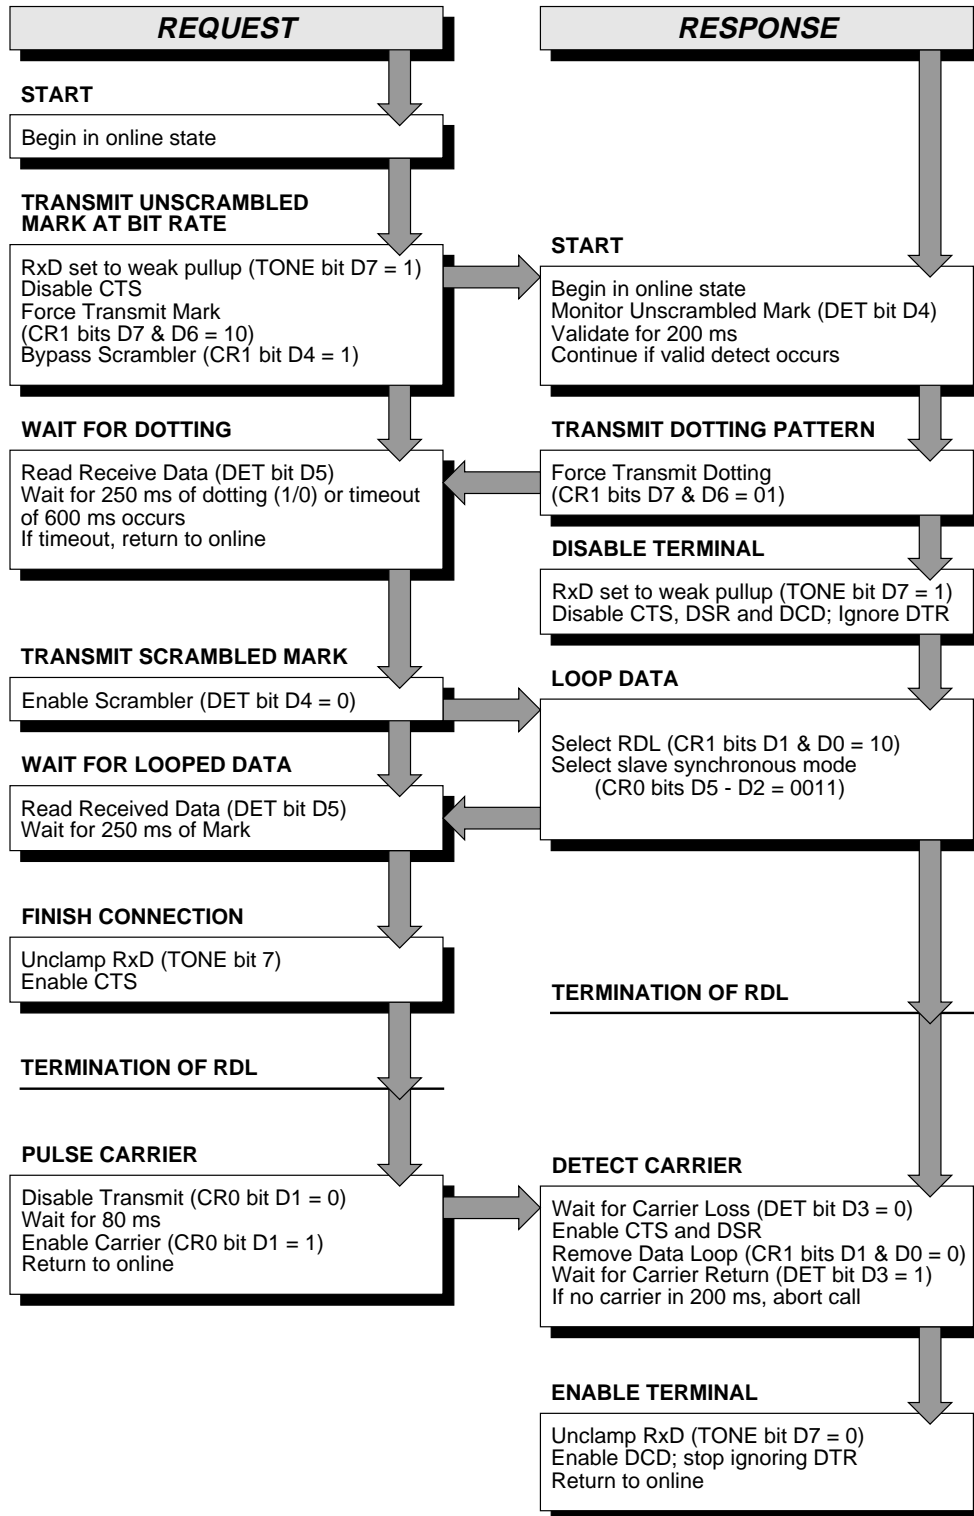 REQUEST
START
Begin in online state
TRANSMIT UNSCRAMBLED
MARK AT BIT RATE
RxD set to weak pullup (TONE bit D7 = 1)
Disable CTS
Force Transmit Mark
(CR1 bits D7 & D6 = 10)
Bypass Scrambler (CR1 bit D4 = 1)
WAIT FOR DOTTING
Read Receive Data (DET bit D5)
Wait for 250 ms of dotting (1/0) or timeout
of 600 ms occurs
If timeout, return to online
TRANSMIT SCRAMBLED MARK
Enable Scrambler (DET bit D4 = 0)
WAIT FOR LOOPED DATA
Read Received Data (DET bit D5)
Wait for 250 ms of Mark
FINISH CONNECTION
Unclamp RxD (TONE bit 7)
Enable CTS
TERMINATION OF RDL
PULSE CARRIER
Disable Transmit (CR0 bit D1 = 0)
Wait for 80 ms
Enable Carrier (CR0 bit D1 = 1)
Return to online
RESPONSE
START
Begin in online state
Monitor Unscrambled Mark (DET bit D4)
Validate for 200 ms
Continue if valid detect occurs
TRANSMIT DOTTING PATTERN
Force Transmit Dotting
(CR1 bits D7 & D6 = 01)
DISABLE TERMINAL
RxD set to weak pullup (TONE bit D7 = 1)
Disable CTS, DSR and DCD; Ignore DTR
LOOP DATA
Select RDL (CR1 bits D1 & D0 = 10)
Select slave synchronous mode
(CR0 bits D5 - D2 = 0011)
TERMINATION OF RDL
DETECT CARRIER
Wait for Carrier Loss (DET bit D3 = 0)
Enable CTS and DSR
Remove Data Loop (CR1 bits D1 & D0 = 0)
Wait for Carrier Return (DET bit D3 = 1)
If no carrier in 200 ms, abort call
ENABLE TERMINAL
Unclamp RxD (TONE bit D7 = 0)
Enable DCD; stop ignoring DTR
Return to online